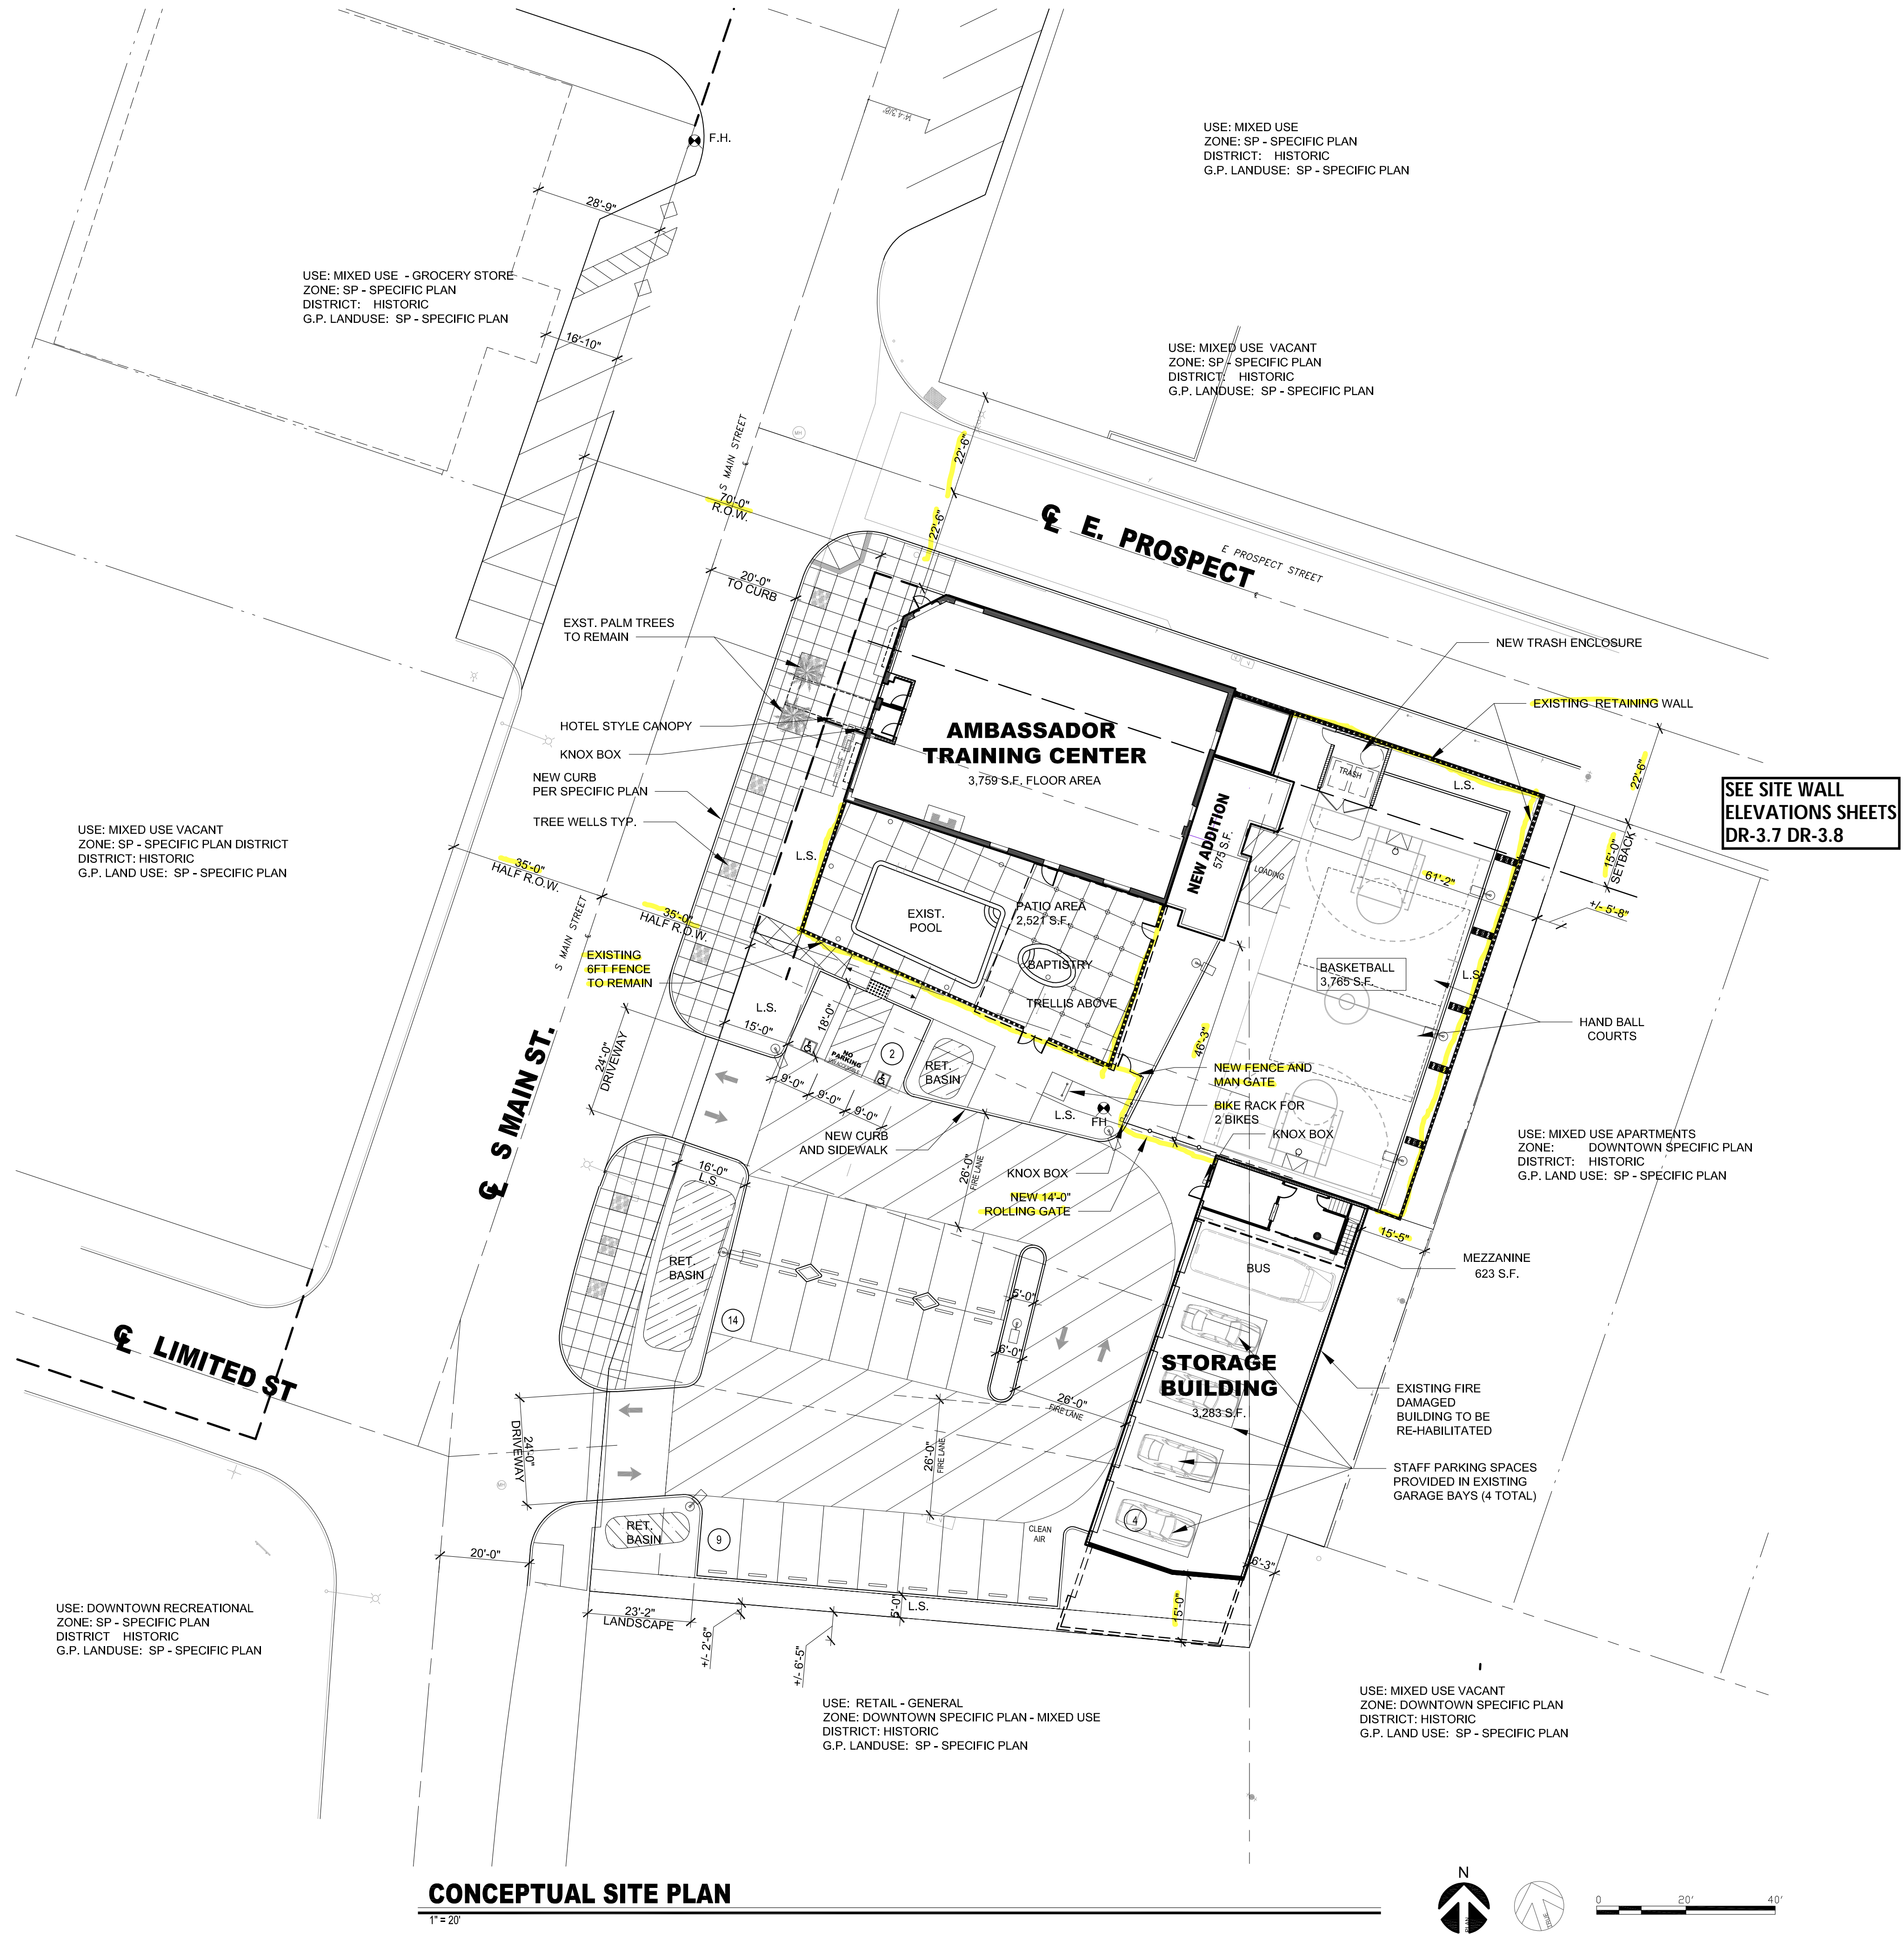 F.H.
USE: MIXED USE
ZONE: SP - SPECIFIC PLAN
DISTRICT: HISTORIC
G.P. LANDUSE: SP - SPECIFIC PLAN
28'-9"
USE: MIXED USE - GROCERY STORE
ZONE: SP - SPECIFIC PLAN
DISTRICT: HISTORIC
G.P. LANDUSE: SP - SPECIFIC PLAN
16'-10"
USE: MIXED USE VACANT
ZONE: SP - SPECIFIC PLAN
DISTRICT: HISTORIC
G.P. LANDUSE: SP - SPECIFIC PLAN
MH
S MAIN STREET
22'-6"
70'-0"
R.O.W.
22'-6"
℄ E. PROSPECT
E PROSPECT STREET
20'-0"
TO CURB
EXST. PALM TREES
TO REMAIN
NEW TRASH ENCLOSURE
EXISTING RETAINING WALL
HOTEL STYLE CANOPY
KNOX BOX
AMBASSADOR
TRAINING CENTER
3,759 S.F. FLOOR AREA
NEW CURB
PER SPECIFIC PLAN
TRASH
L.S.
22'-6"
SEE SITE WALL
ELEVATIONS SHEETS
DR-3.7 DR-3.8
TREE WELLS TYP.
NEW ADDITION
575 S.F.
USE: MIXED USE VACANT
ZONE: SP - SPECIFIC PLAN DISTRICT
DISTRICT: HISTORIC
G.P. LAND USE: SP - SPECIFIC PLAN
L.S.
LOADING
61'-2"
15'-0"
SETBACK
+/- 5'-8"
35'-0"
HALF R.O.W.
35'-0"
HALF R.O.W.
EXIST.
POOL
PATIO AREA
2,521 S.F.
S MAIN STREET
EXISTING
6FT FENCE
TO REMAIN
BAPTISTRY
BASKETBALL
3,765 S.F.
L.S.
TRELLIS ABOVE
L.S.
15'-0"
18'-0"
HAND BALL
COURTS
24'-0"
DRIVEWAY
NO
PARKING
2
RET.
BASIN
46'-3"
NEW FENCE AND
MAN GATE
9'-0"
9'-0"
9'-0"
BIKE RACK FOR
2 BIKES
L.S.
FH
KNOX BOX
NEW CURB
AND SIDEWALK
℄ S MAIN ST.
USE: MIXED USE APARTMENTS
ZONE: DOWNTOWN SPECIFIC PLAN
DISTRICT: HISTORIC
G.P. LAND USE: SP - SPECIFIC PLAN
16'-0"
L.S.
26'-0"
FIRE LANE
KNOX BOX
NEW 14'-0"
ROLLING GATE
15'-5"
MEZZANINE
623 S.F.
RET.
BASIN
BUS
5'-0"
14
6'-0"
℄ LIMITED ST
STORAGE
BUILDING
3,283 S.F.
EXISTING FIRE
DAMAGED
BUILDING TO BE
RE-HABILITATED
26'-0"
FIRE LANE
24'-0"
DRIVEWAY
26'-0"
FIRE LANE
STAFF PARKING SPACES
PROVIDED IN EXISTING
GARAGE BAYS (4 TOTAL)
MH
RET.
BASIN
9
CLEAN
AIR
4
20'-0"
6'-3"
USE: DOWNTOWN RECREATIONAL
ZONE: SP - SPECIFIC PLAN
DISTRICT HISTORIC
G.P. LANDUSE: SP - SPECIFIC PLAN
23'-2"
LANDSCAPE
5'-0"
L.S.
15'-0"
+/- 2'-6"
+/- 6'-5"
USE: RETAIL - GENERAL
ZONE: DOWNTOWN SPECIFIC PLAN - MIXED USE
DISTRICT: HISTORIC
G.P. LANDUSE: SP - SPECIFIC PLAN
USE: MIXED USE VACANT
ZONE: DOWNTOWN SPECIFIC PLAN
DISTRICT: HISTORIC
G.P. LAND USE: SP - SPECIFIC PLAN
CONCEPTUAL SITE PLAN
1" = 20'
N
PLAN
TRUE
0 20' 40'